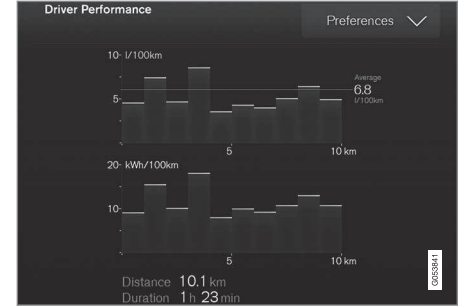 Driver Performance
Preferences
10 l/100km
Average
6.8
l/100km
5
5 10 km
20 kWh/100km
10
5 10 km
Distance 10.1 km
Duration 1 h 23 min
G053841